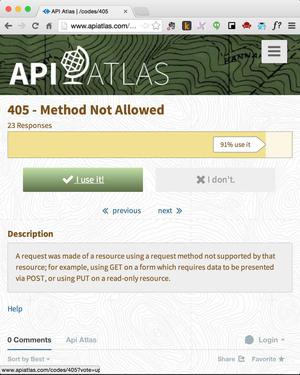 API Atlas | /codes/405
www.apiatlas.com/codes/40
HANNA
API ATLAS
405 - Method Not Allowed
23 Responses
91% use it
I use it!
I don't.
« previous
next »
Description
A request was made of a resource using a request method not supported by that
resource; for example, using GET on a form which requires data to be presented
via POST, or using PUT on a read-only resource.
Help
0 Comments
Api Atlas
Login
Sort by Best
Share
Favorite ★
www.apiatlas.com/codes/405?vote=up